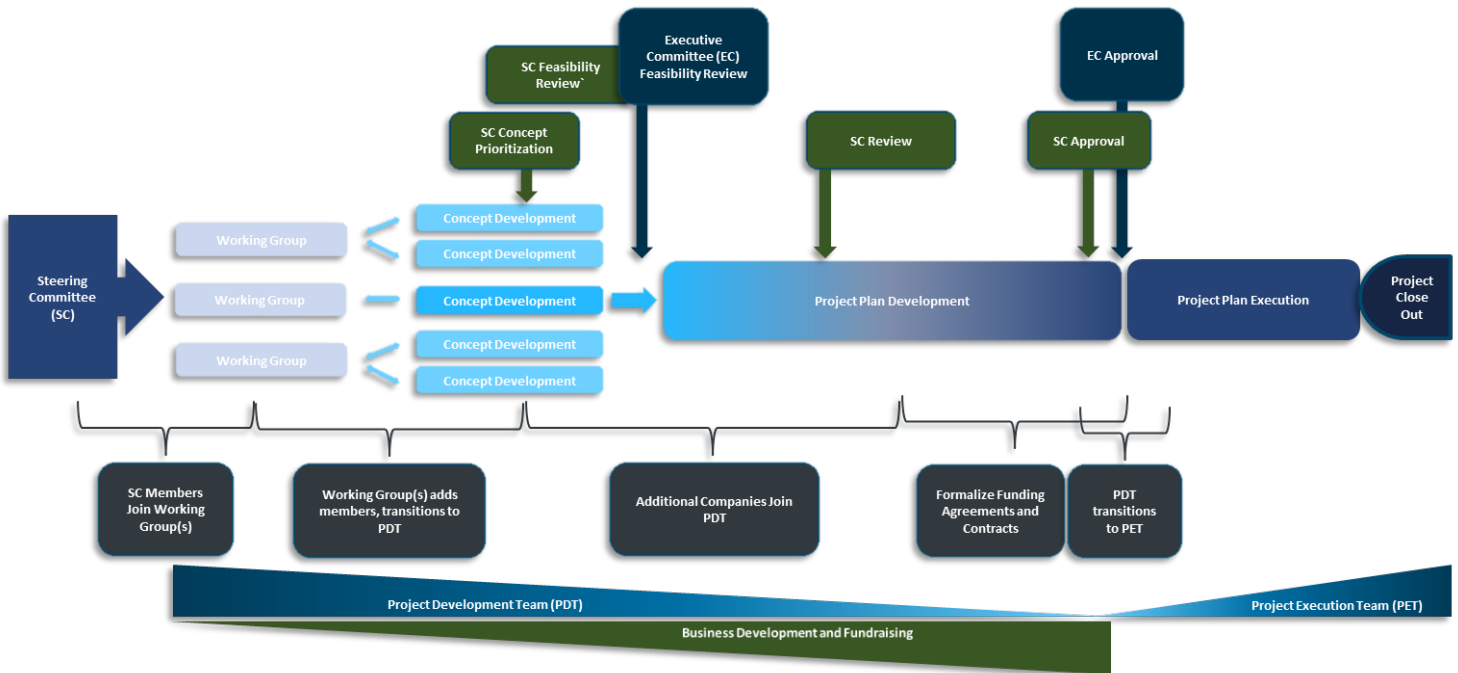 Executive
Committee (EC)
Feasibility Review
EC Approval
SC Feasibility
Review`
SC Concept
Prioritization
SC Review
SC Approval
Steering
Committee
(SC)
Working Group
Working Group
Working Group
Concept Development
Concept Development
Concept Development
Concept Development
Concept Development
Project Plan Development
Project Plan Execution
Project
Close
Out
SC Members
Join Working
Group(s)
Working Group(s) adds
members, transitions to
PDT
Additional Companies Join
PDT
Formalize Funding
Agreements and
Contracts
PDT
transitions
to PET
Project Development Team (PDT)
Project Execution Team (PET)
Business Development and Fundraising